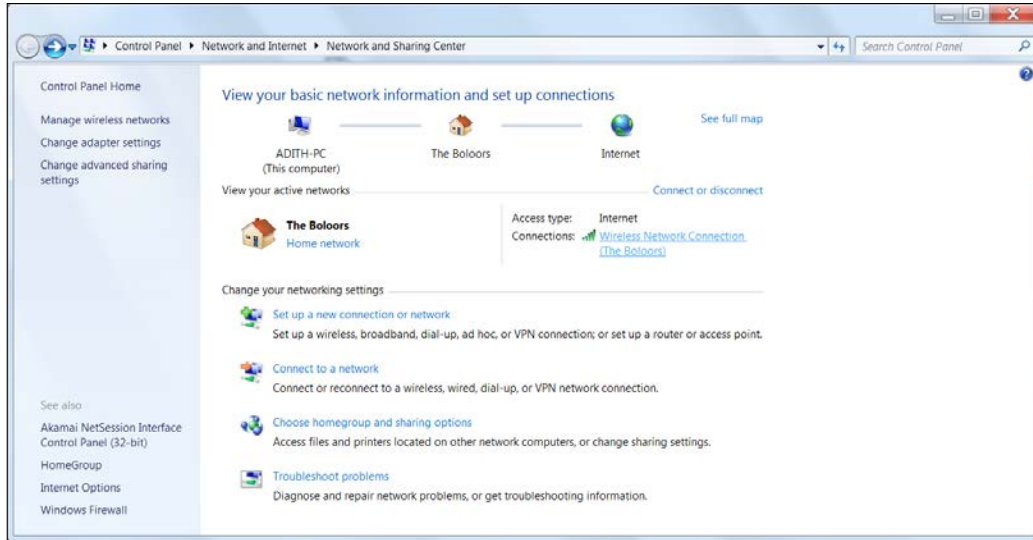 Control Panel ▸ Network and Internet ▸ Network and Sharing Center
Search Control Panel
Control Panel Home
Manage wireless networks
Change adapter settings
Change advanced sharing
settings
See also
Akamai NetSession Interface
Control Panel (32-bit)
HomeGroup
Internet Options
Windows Firewall
View your basic network information and set up connections
See full map
ADITH-PC
(This computer)
The Boloors
Internet
View your active networks
Connect or disconnect
The Boloors
Home network
Access type: Internet
Connections: Wireless Network Connection
(The Boloors)
Change your networking settings
Set up a new connection or network
Set up a wireless, broadband, dial-up, ad hoc, or VPN connection; or set up a router or access point.
Connect to a network
Connect or reconnect to a wireless, wired, dial-up, or VPN network connection.
Choose homegroup and sharing options
Access files and printers located on other network computers, or change sharing settings.
Troubleshoot problems
Diagnose and repair network problems, or get troubleshooting information.